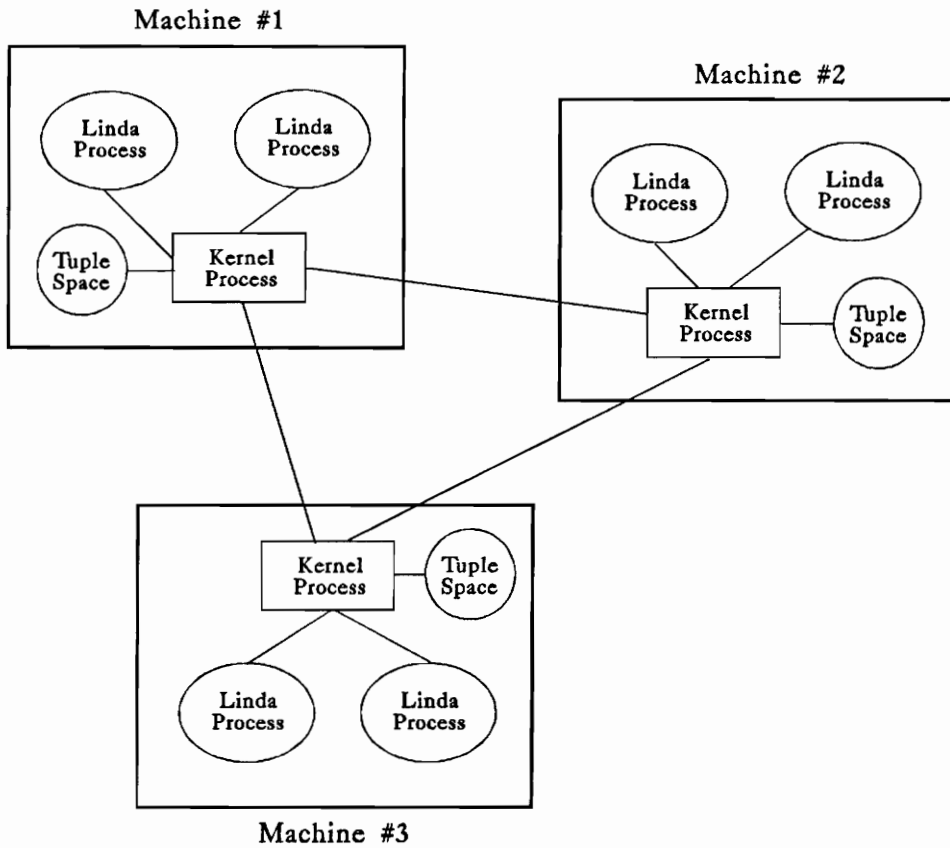 Machine #1
Linda
Process
Linda
Process
Tuple
Space
Kernel
Process
Machine #2
Linda
Process
Linda
Process
Kernel
Process
Tuple
Space
Kernel
Process
Tuple
Space
Linda
Process
Linda
Process
Machine #3